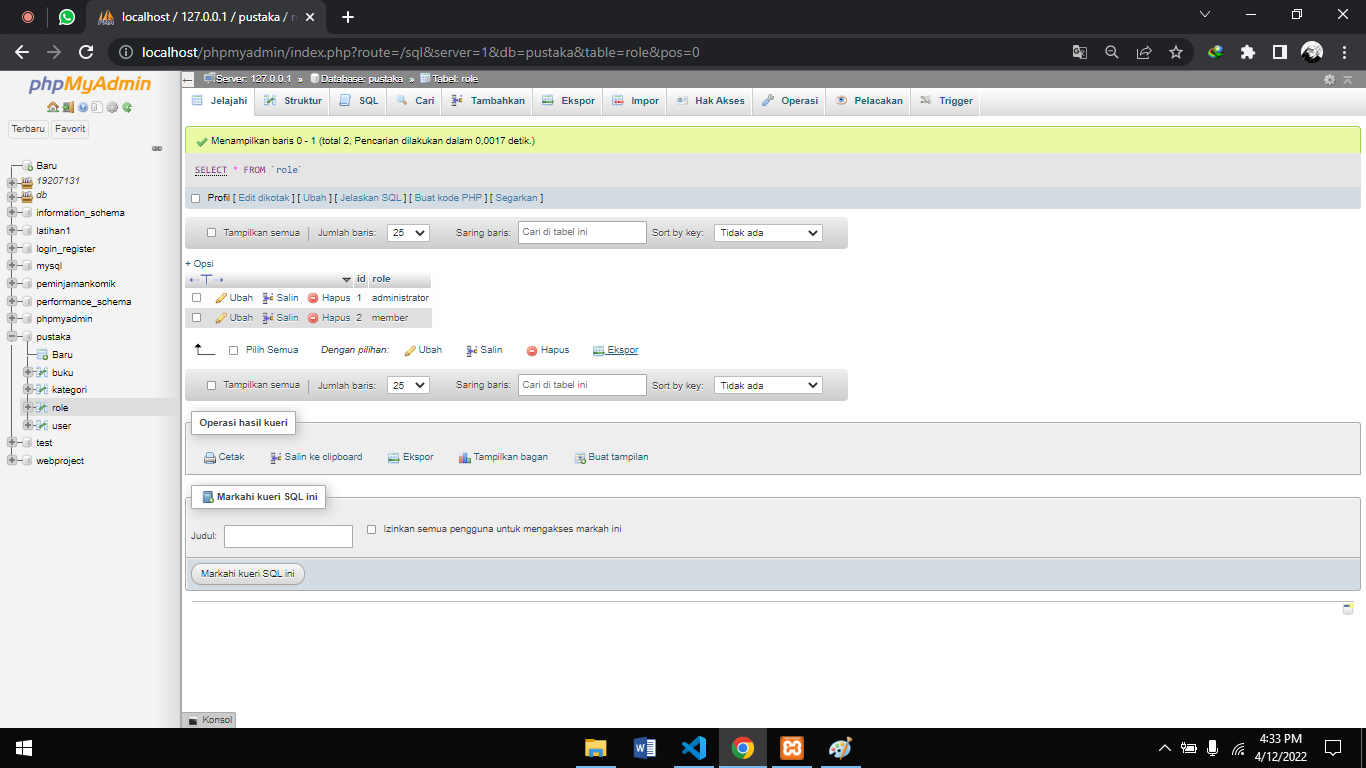 localhost / 127.0.0.1 / pustaka / r
localhost/phpmyadmin/index.php?route=/sql&server=1&db=pustaka&table=role&pos=0
phpMyAdmin
Terbaru Favorit
Baru
19207131
db
information_schema
latihan1
login_register
mysql
peminjamankomik
performance_schema
phpmyadmin
pustaka
Baru
buku
kategori
role
user
test
webproject
Server: 127.0.0.1 » Database: pustaka » Tabel: role
Jelajahi Struktur SQL Cari Tambahkan Ekspor Impor Hak Akses Operasi Pelacakan Trigger
Menampilkan baris 0 - 1 (total 2, Pencarian dilakukan dalam 0,0017 detik.)
SELECT * FROM `role`
Profil [ Edit dikotak ] [ Ubah ] [ Jelaskan SQL ] [ Buat kode PHP ] [ Segarkan ]
Tampilkan semua | Jumlah baris: 25 Saring baris: Cari di tabel ini Sort by key: Tidak ada
+ Opsi
←T→ id role
Ubah Salin Hapus 1 administrator
Ubah Salin Hapus 2 member
Pilih Semua Dengan pilihan: Ubah Salin Hapus Ekspor
Tampilkan semua | Jumlah baris: 25 Saring baris: Cari di tabel ini Sort by key: Tidak ada
Operasi hasil kueri
Cetak Salin ke clipboard Ekspor Tampilkan bagan Buat tampilan
Markahi kueri SQL ini
Judul: Izinkan semua pengguna untuk mengakses markah ini
Markahi kueri SQL ini
Konsol
4:33 PM
4/12/2022